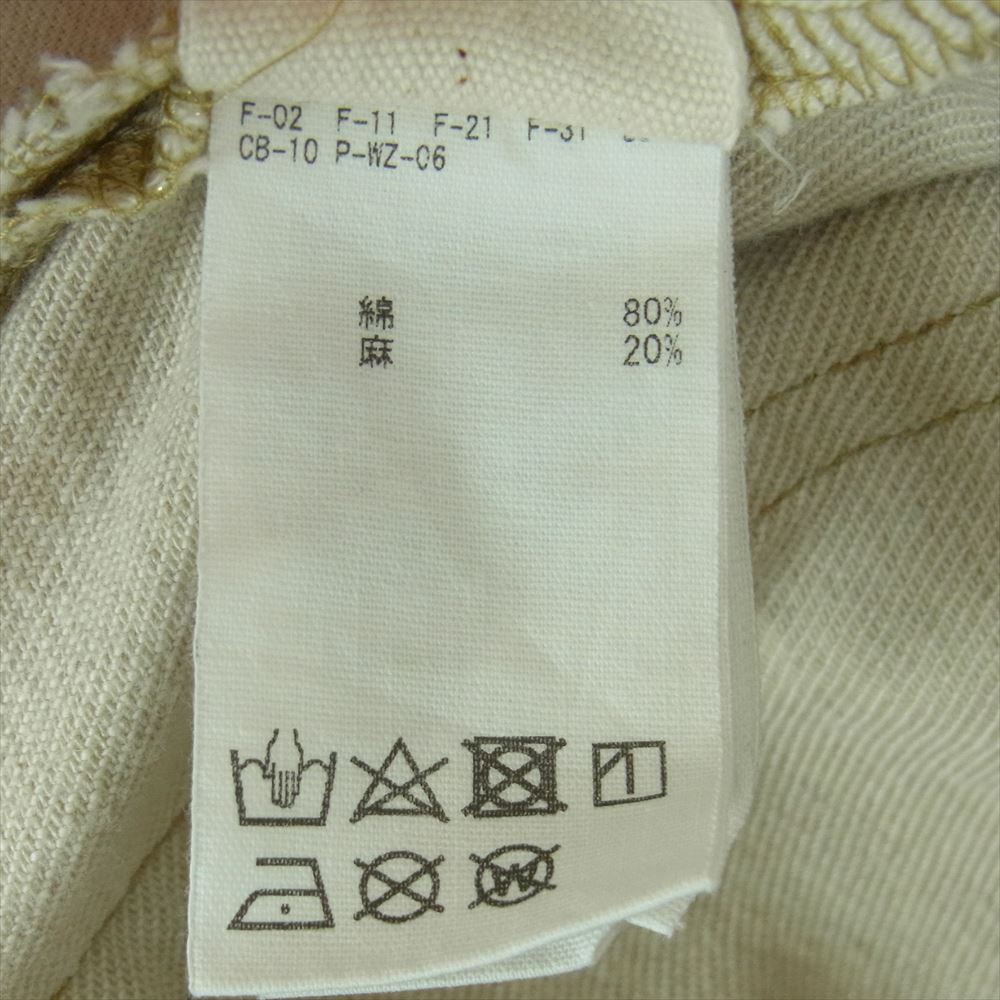 F-02 F-11 F-21 F-31
CB-10 P-WZ-06
綿 80%
麻 20%
W